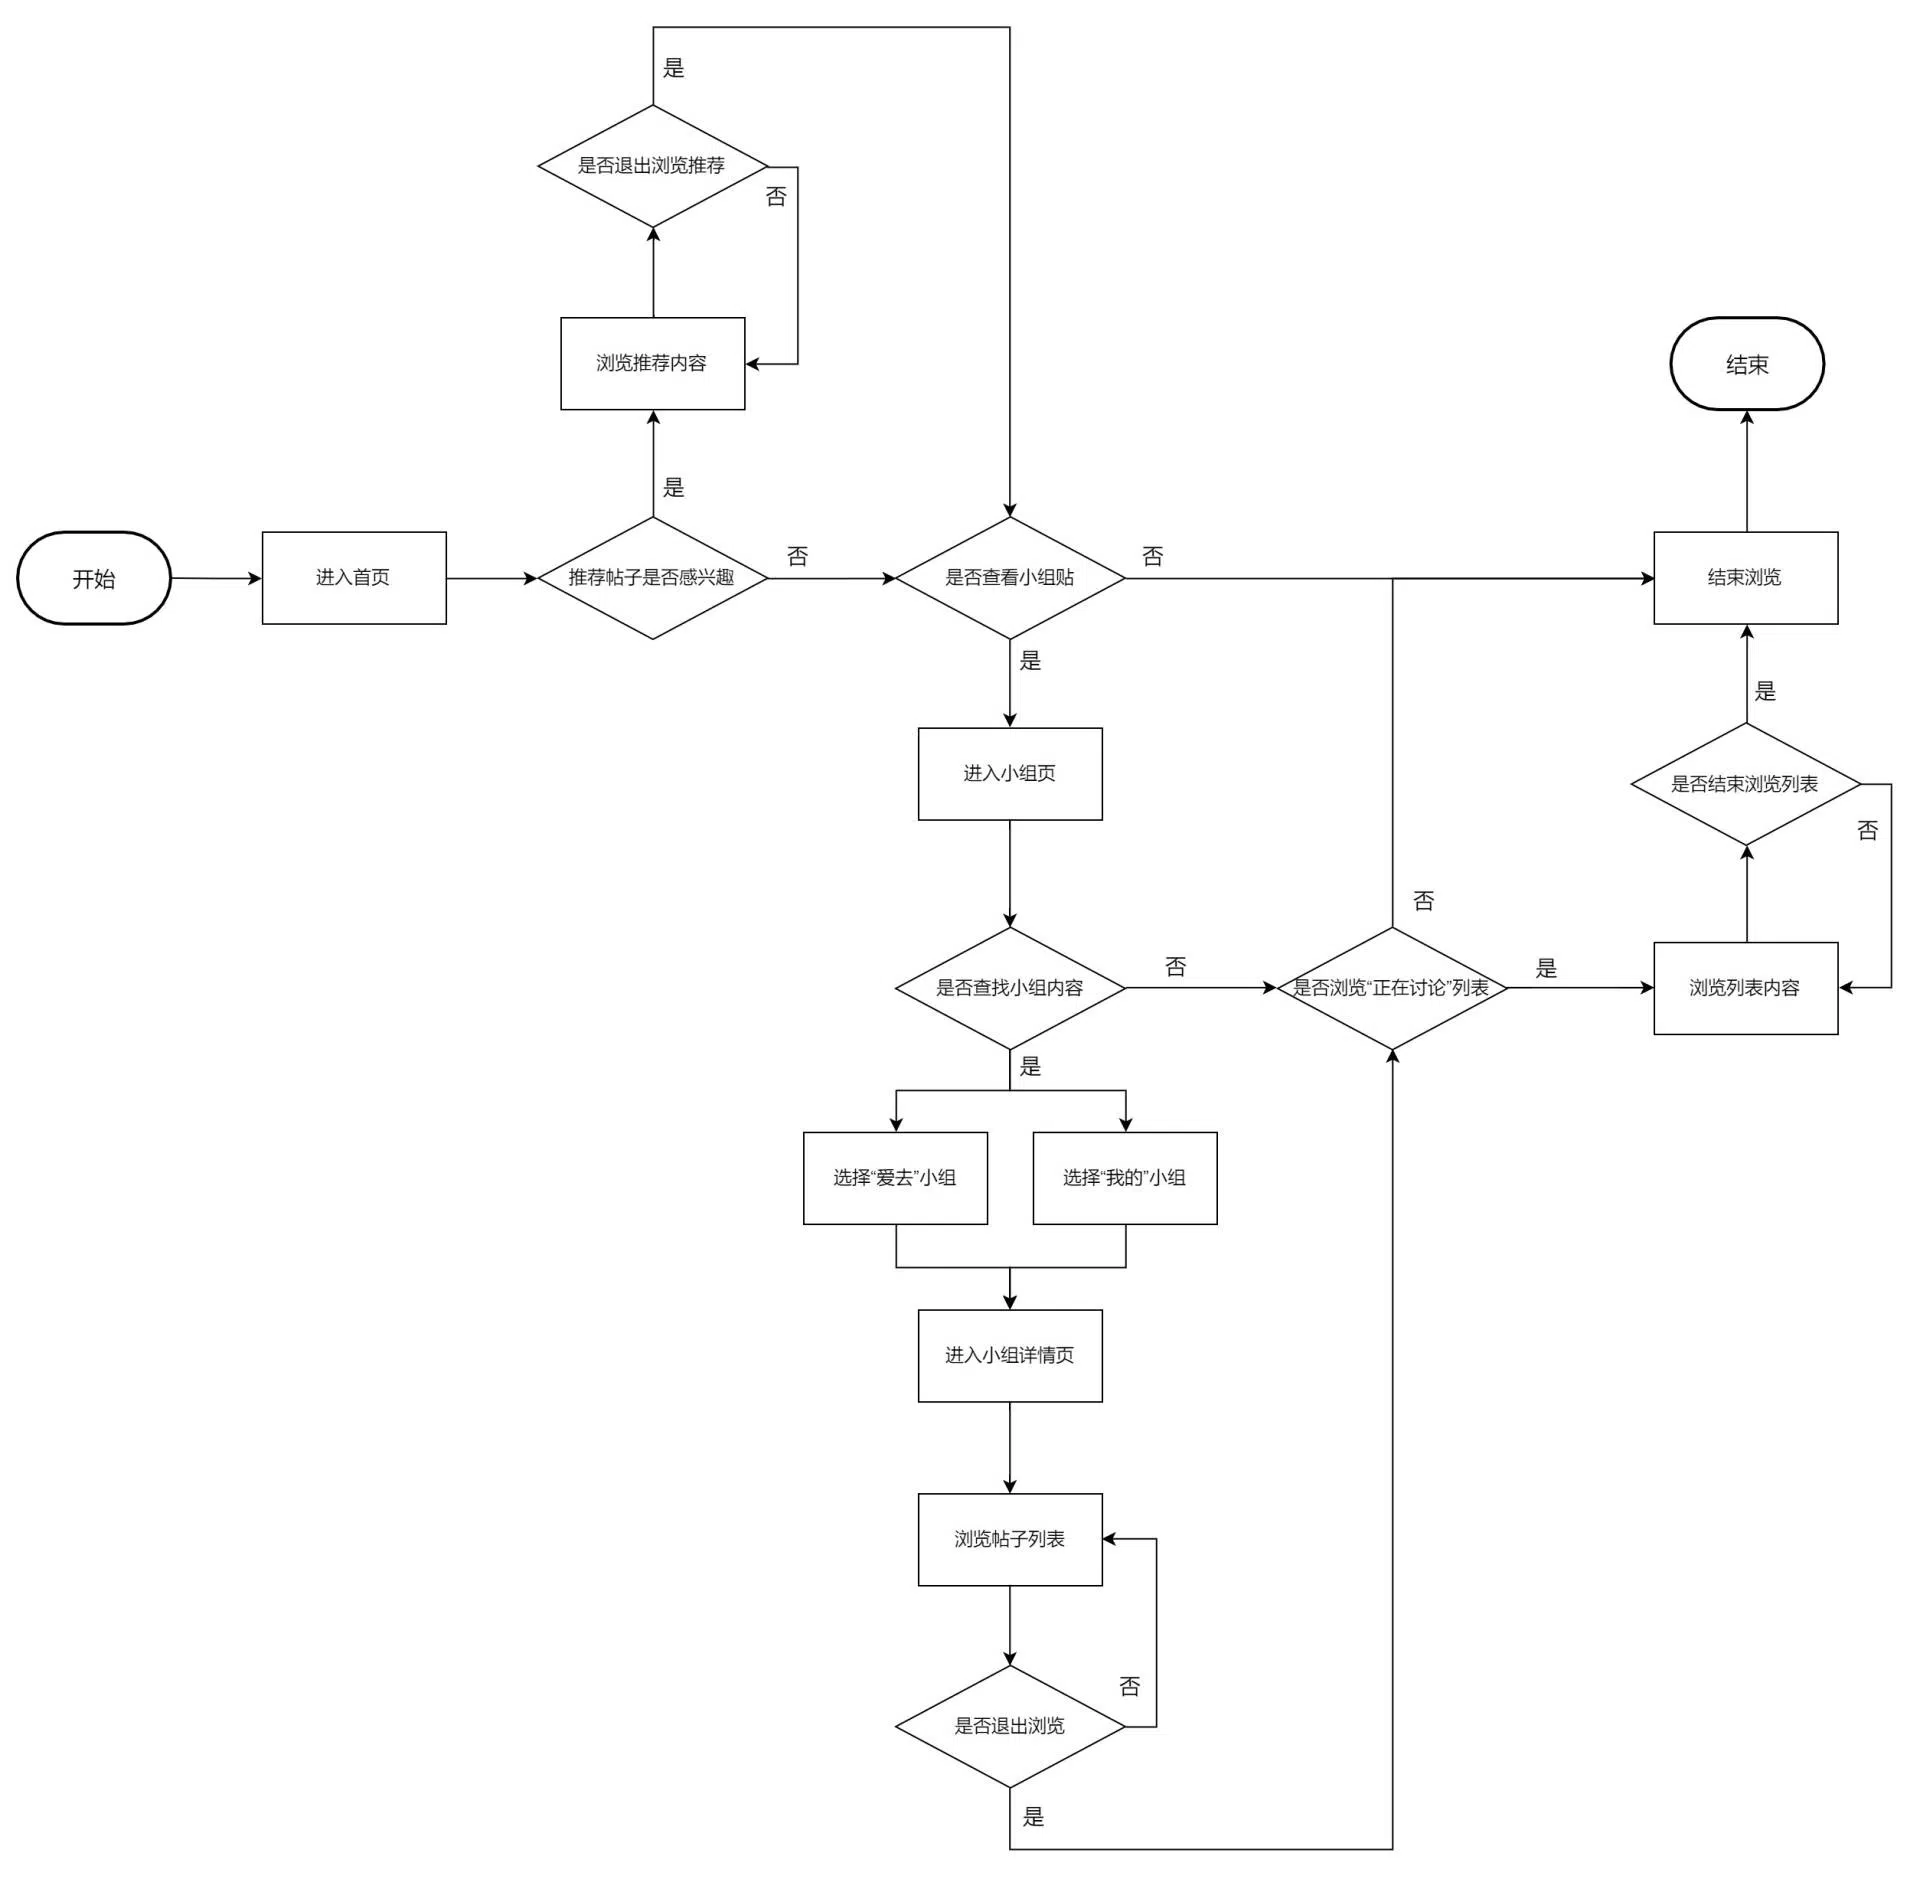 是
是否退出浏览推荐
否
浏览推荐内容
结束
是
开始
进入首页
推荐帖子是否感兴趣
否
是否查看小组贴
否
结束浏览
是
是
进入小组页
是否结束浏览列表
否
否
是否查找小组内容
否
是否浏览“正在讨论”列表
是
浏览列表内容
是
选择“爱去”小组
选择“我的”小组
进入小组详情页
浏览帖子列表
否
是否退出浏览
是